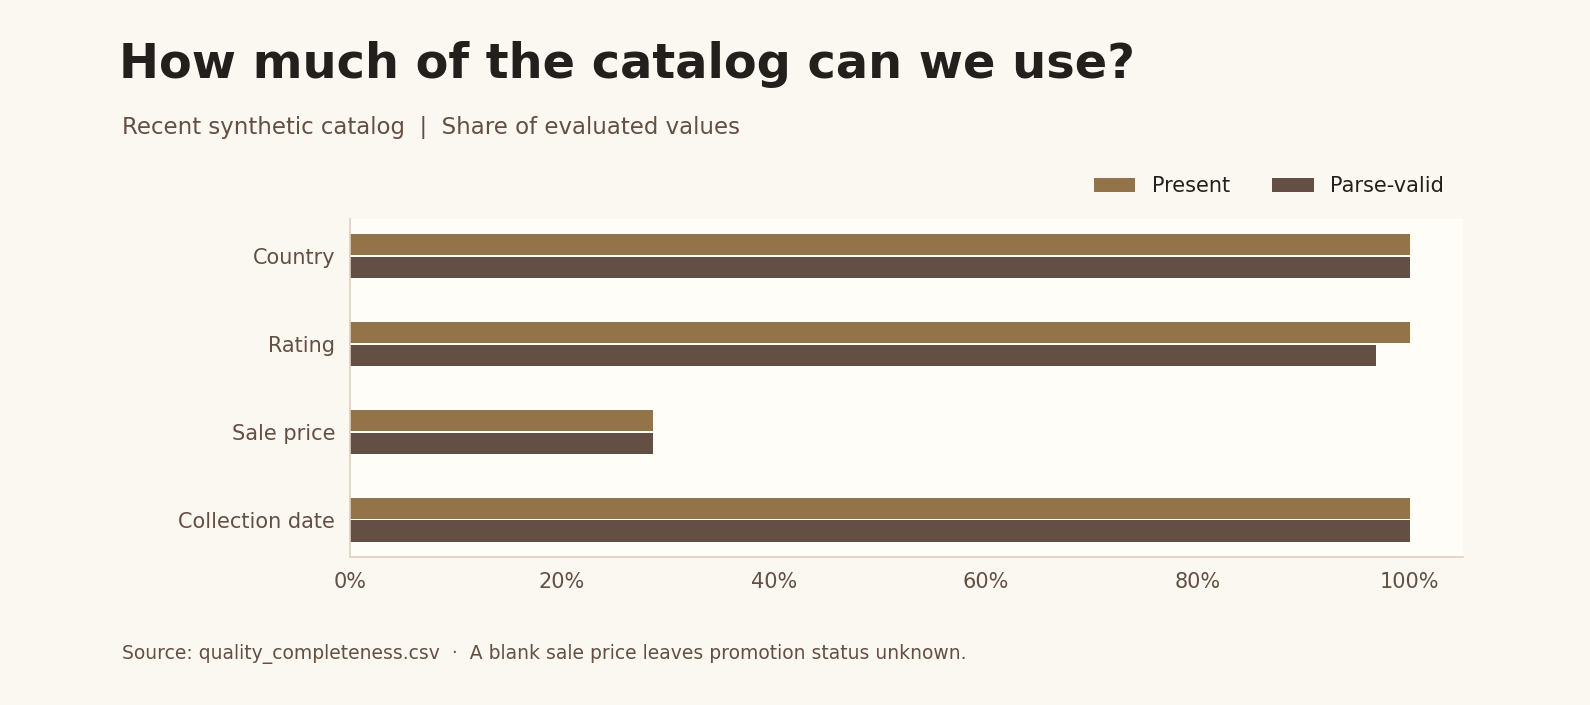 How much of the catalog can we use?
Recent synthetic catalog | Share of evaluated values
Present Parse-valid
Country
Rating
Sale price
Collection date
0% 20% 40% 60% 80% 100%
Source: quality_completeness.csv · A blank sale price leaves promotion status unknown.